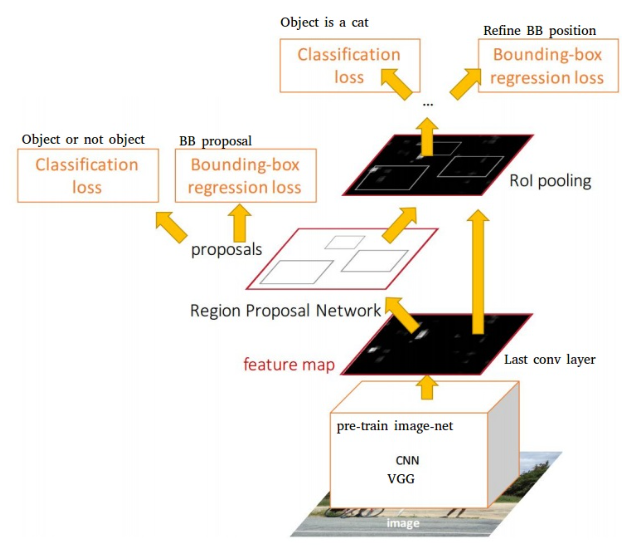 Object is a cat
Refine BB position
Classification
loss
Bounding-box
regression loss
...
Object or not object
BB proposal
Classification
loss
Bounding-box
regression loss
RoI pooling
proposals
Region Proposal Network
feature map
Last conv layer
pre-train image-net
CNN
VGG
image